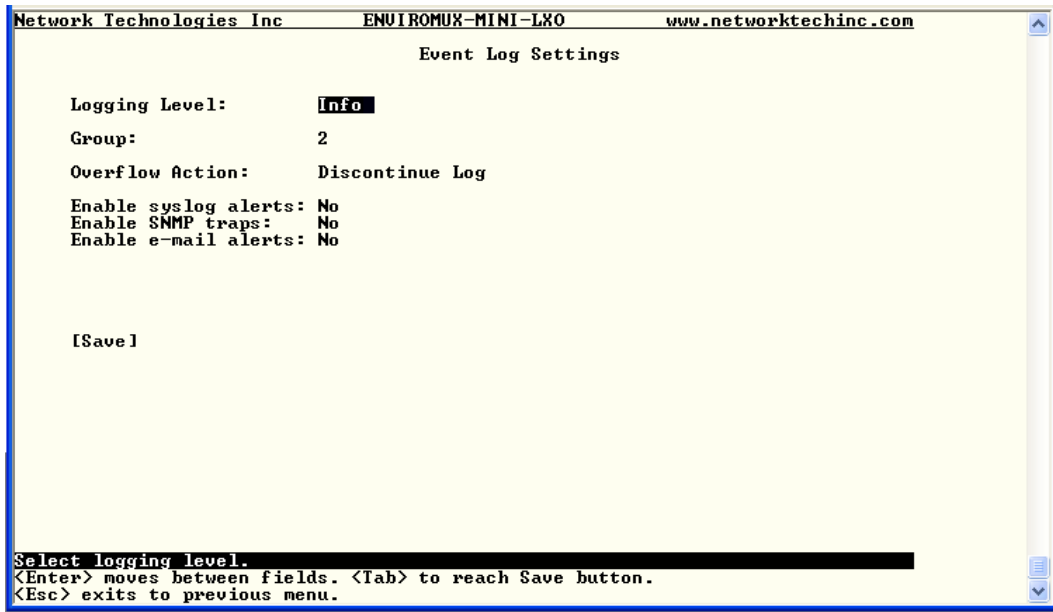 Network Technologies Inc ENVIROMUX-MINI-LXO www.networktechinc.com
Event Log Settings
Logging Level: Info
Group: 2
Overflow Action: Discontinue Log
Enable syslog alerts: No
Enable SNMP traps: No
Enable e-mail alerts: No
[Save]
Select logging level.
<Enter> moves between fields. <Tab> to reach Save button.
<Esc> exits to previous menu.